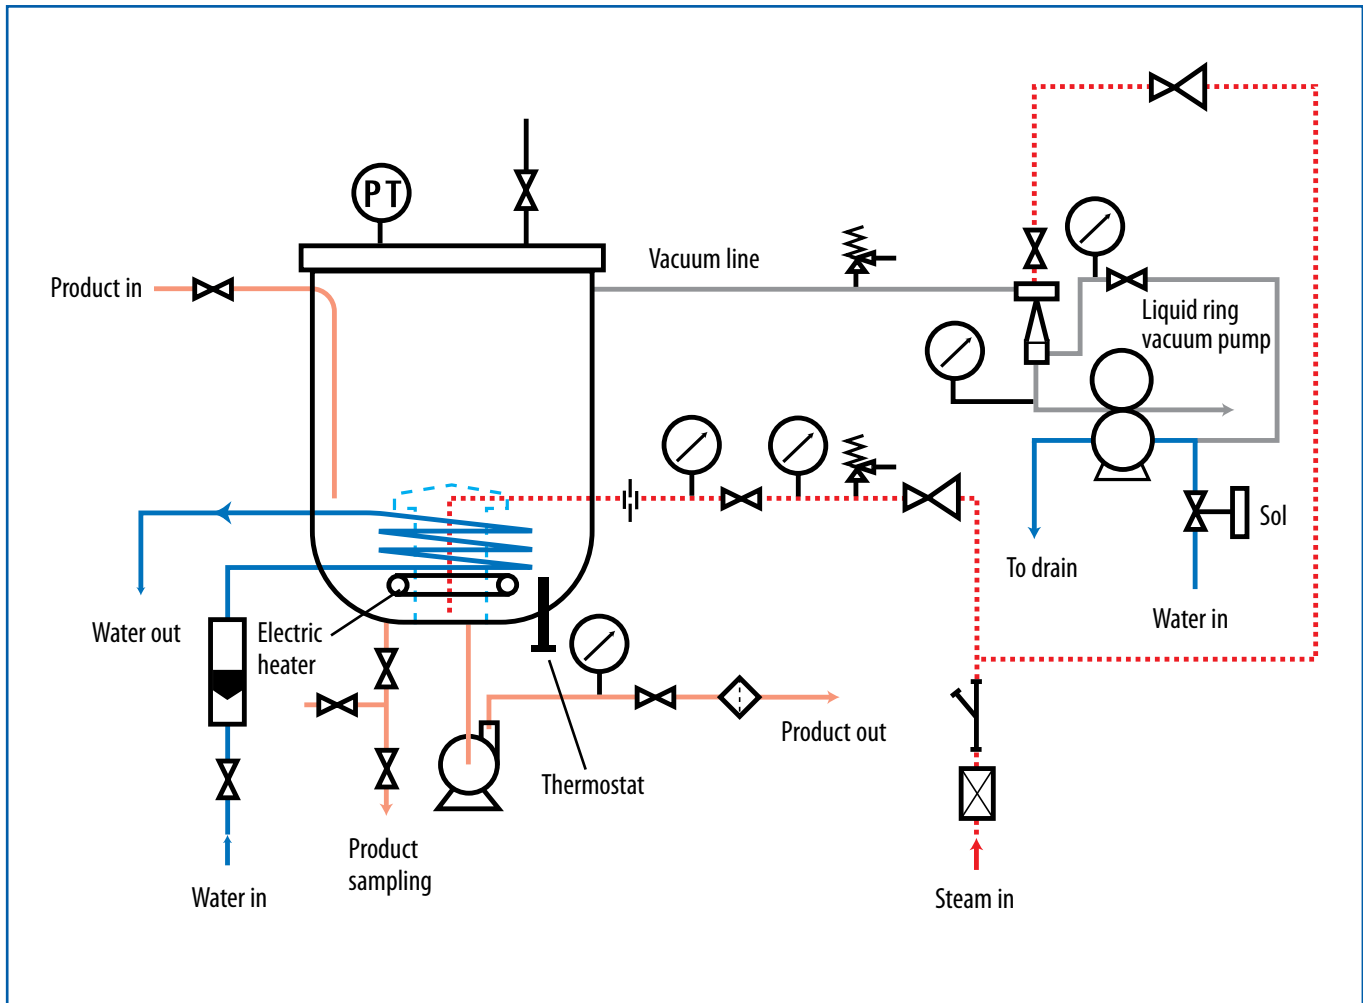 PT
Product in
Vacuum line
Liquid ring
vacuum pump
Sol
To drain
Water in
Water out
Electric
heater
Product out
Thermostat
Product
sampling
Water in
Steam in